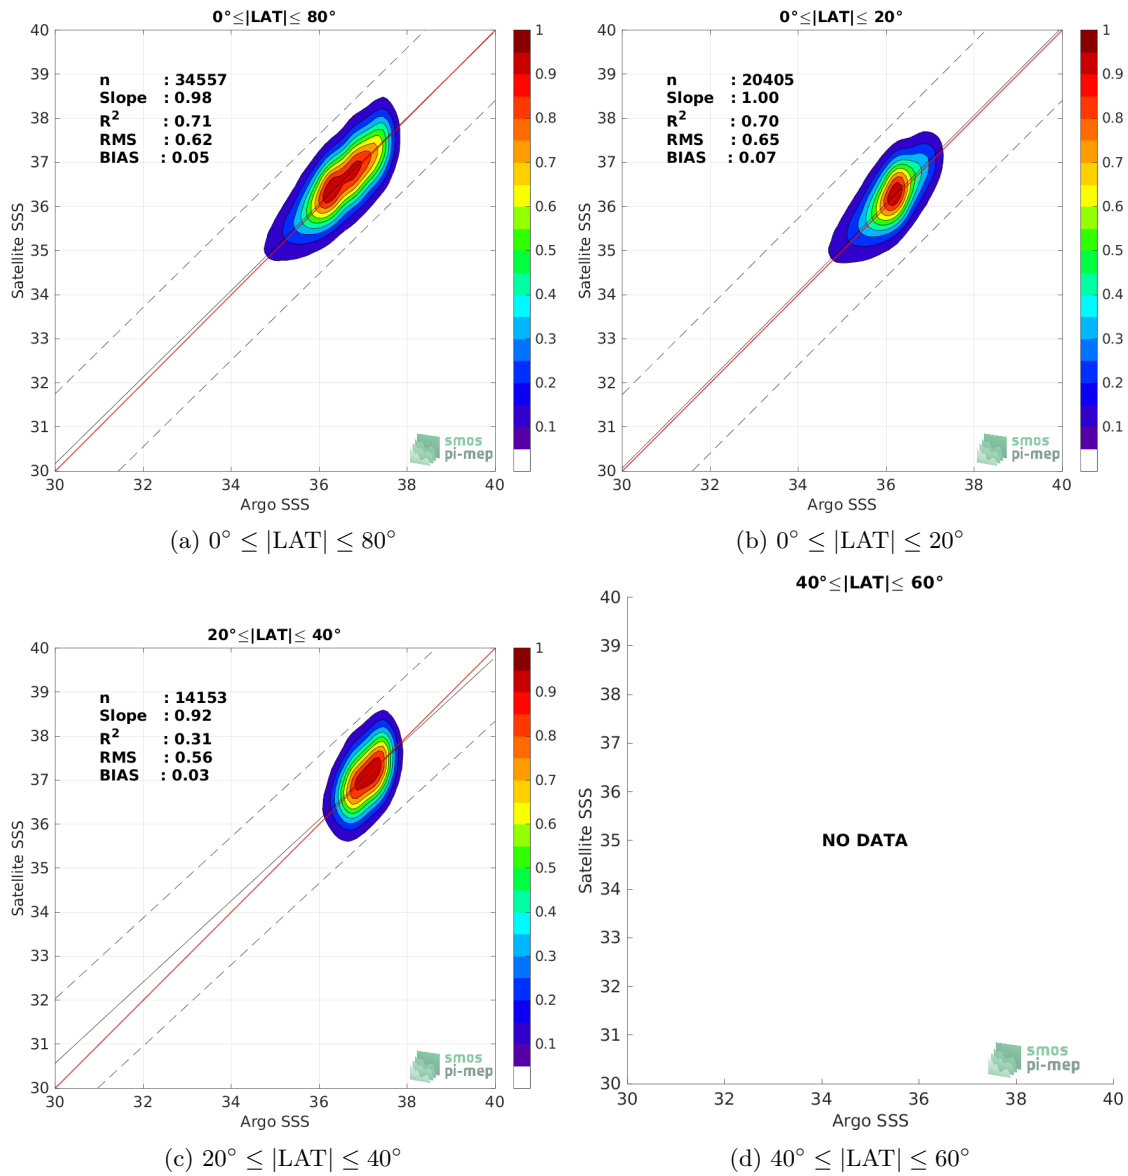 0°≤|LAT|≤ 80°
40
39
38
37
36
35
34
33
32
31
30
Satellite SSS
n : 34557
Slope : 0.98
R² : 0.71
RMS : 0.62
BIAS : 0.05
smos
pi-mep
30 32 34 36 38 40
Argo SSS
1
0.9
0.8
0.7
0.6
0.5
0.4
0.3
0.2
0.1
(a) 0° ≤ |LAT| ≤ 80°
0°≤|LAT|≤ 20°
40
39
38
37
36
35
34
33
32
31
30
Satellite SSS
n : 20405
Slope : 1.00
R² : 0.70
RMS : 0.65
BIAS : 0.07
smos
pi-mep
30 32 34 36 38 40
Argo SSS
1
0.9
0.8
0.7
0.6
0.5
0.4
0.3
0.2
0.1
(b) 0° ≤ |LAT| ≤ 20°
20°≤|LAT|≤ 40°
40
39
38
37
36
35
34
33
32
31
30
Satellite SSS
n : 14153
Slope : 0.92
R² : 0.31
RMS : 0.56
BIAS : 0.03
smos
pi-mep
30 32 34 36 38 40
Argo SSS
1
0.9
0.8
0.7
0.6
0.5
0.4
0.3
0.2
0.1
(c) 20° ≤ |LAT| ≤ 40°
40°≤|LAT|≤ 60°
40
39
38
37
36
35
34
33
32
31
30
Satellite SSS
NO DATA
smos
pi-mep
30 32 34 36 38 40
Argo SSS
(d) 40° ≤ |LAT| ≤ 60°